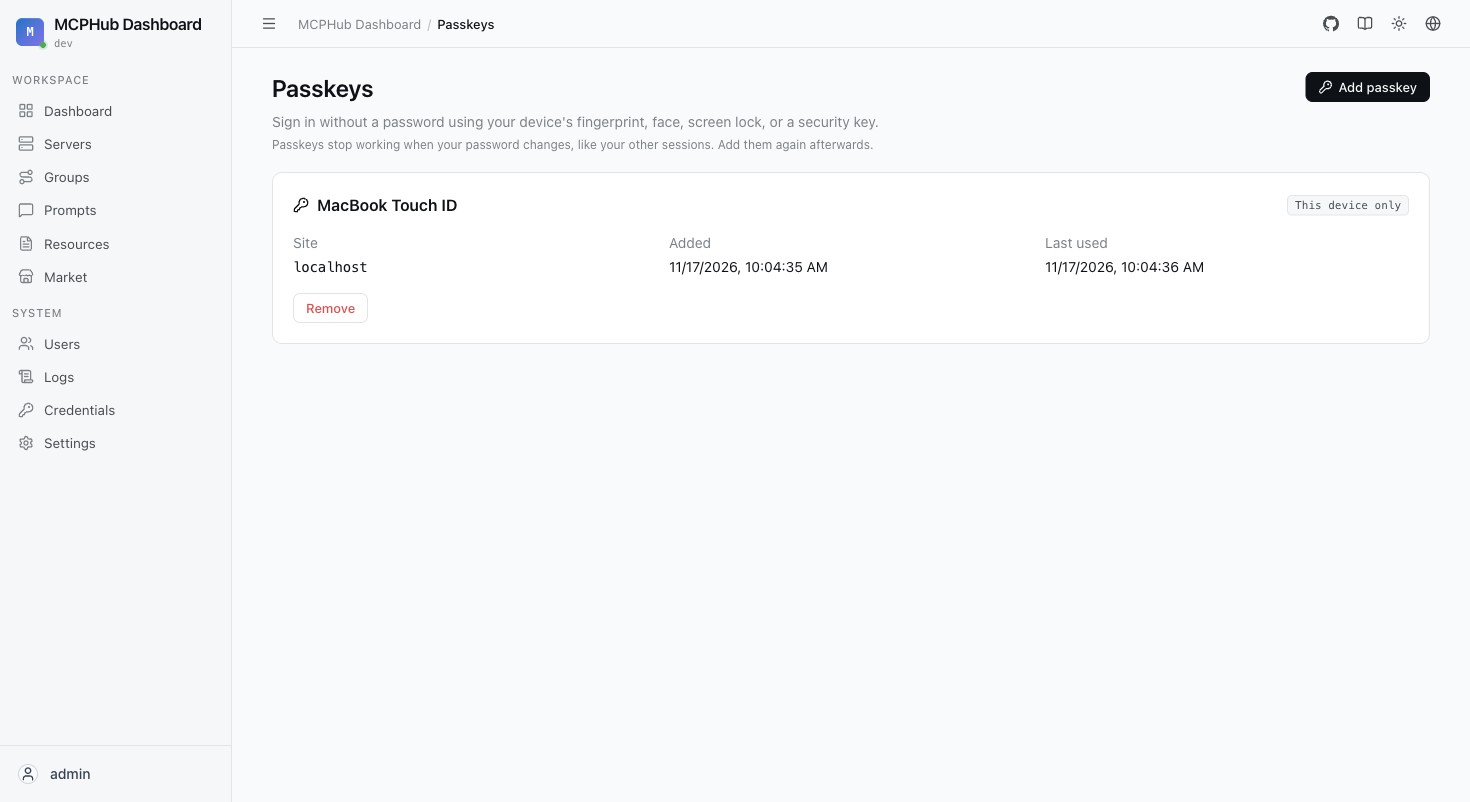 M
MCPHub Dashboard
dev
WORKSPACE
Dashboard
Servers
Groups
Prompts
Resources
Market
SYSTEM
Users
Logs
Credentials
Settings
admin
MCPHub Dashboard / Passkeys
Passkeys
Add passkey
Sign in without a password using your device's fingerprint, face, screen lock, or a security key.
Passkeys stop working when your password changes, like your other sessions. Add them again afterwards.
MacBook Touch ID
This device only
Site Added Last used
localhost 11/17/2026, 10:04:35 AM 11/17/2026, 10:04:36 AM
Remove